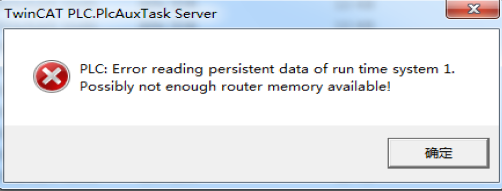 TwinCAT PLC.PlcAuxTask Server
PLC: Error reading persistent data of run time system 1.
Possibly not enough router memory available!
确定